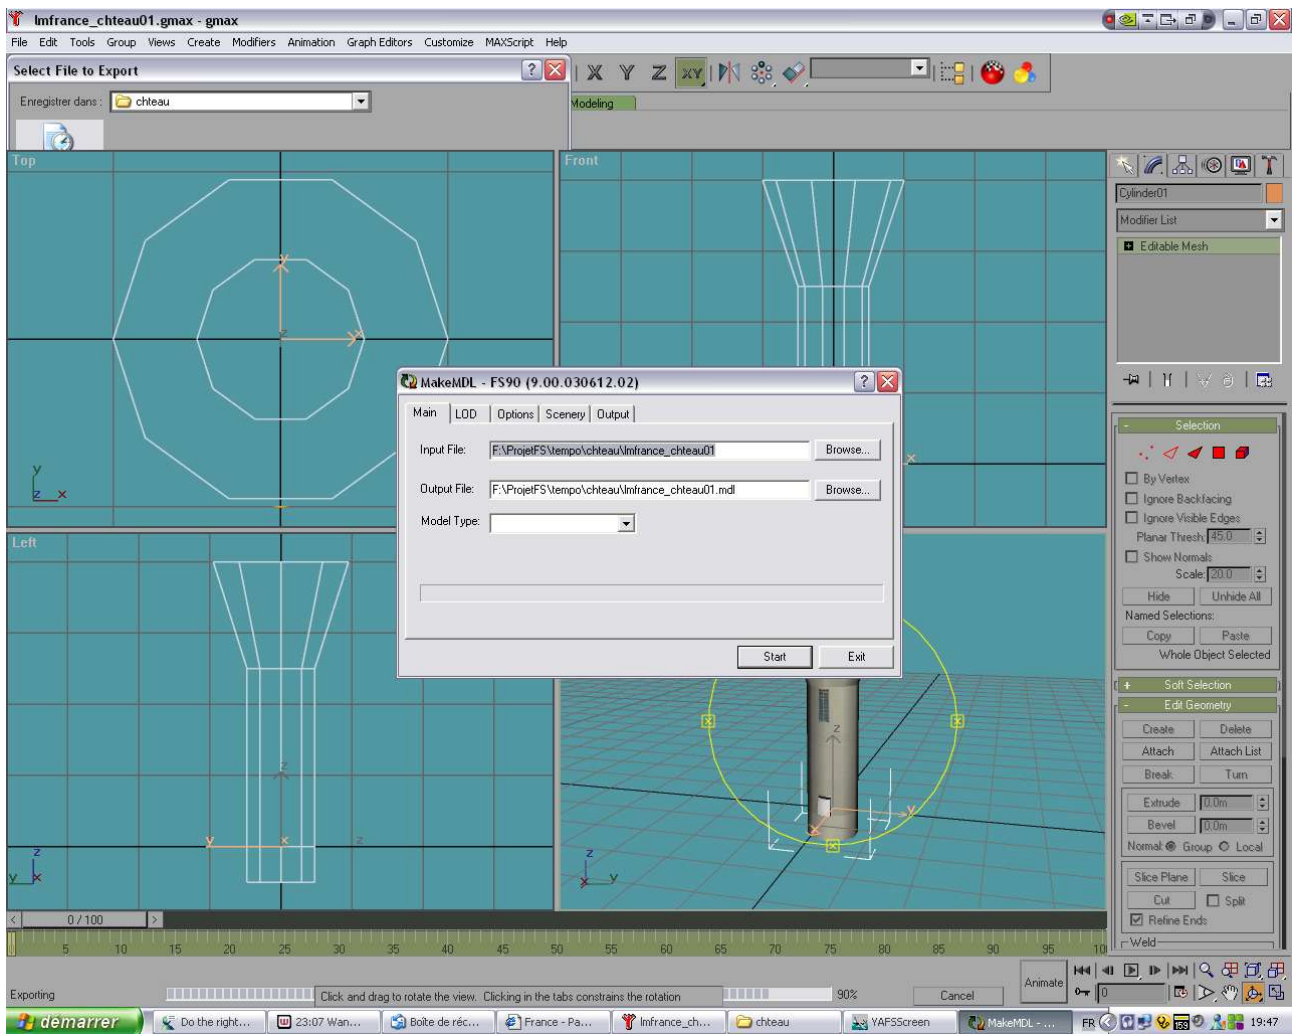 lmfrance_chteau01.gmax - gmax
File Edit Tools Group Views Create Modifiers Animation Graph Editors Customize MAXScript Help
Select File to Export
X Y Z XY
Enregistrer dans : chteau
Modeling
Top
Front
Cylinder01
Modifier List
Editable Mesh
MakeMDL - FS90 (9.00.030612.02)
Main LOD Options Scenery Output
Input File: F:\ProjetFS\tempo\chteau\lmfrance_chteau01 Browse...
Output File: F:\ProjetFS\tempo\chteau\lmfrance_chteau01.mdl Browse...
Model Type:
Start Exit
Selection
By Vertex
Ignore Backfacing
Ignore Visible Edges
Planar Thresh: 45.0
Show Normals
Scale: 20.0
Hide Unhide All
Named Selections:
Copy Paste
Whole Object Selected
Soft Selection
Edit Geometry
Create Delete
Attach Attach List
Break Turn
Extrude 0.0m
Bevel 0.0m
Normal: Group Local
Slice Plane Slice
Cut Split
Refine Ends
Weld
Left
y
z x
x
y
z
y
x
z
z
y x
z
y
x
z
x y
0 / 100
5 10 15 20 25 30 35 40 45 50 55 60 65 70 75 80 85 90 95 10
Exporting
Click and drag to rotate the view. Clicking in the tabs constrains the rotation
90%
Cancel
Animate
0
démarrer
Do the right...
23:07 Wan...
Boîte de réc...
France - Pa...
lmfrance_ch...
chteau
YAFSScreen
MakeMDL - ...
FR
19:47